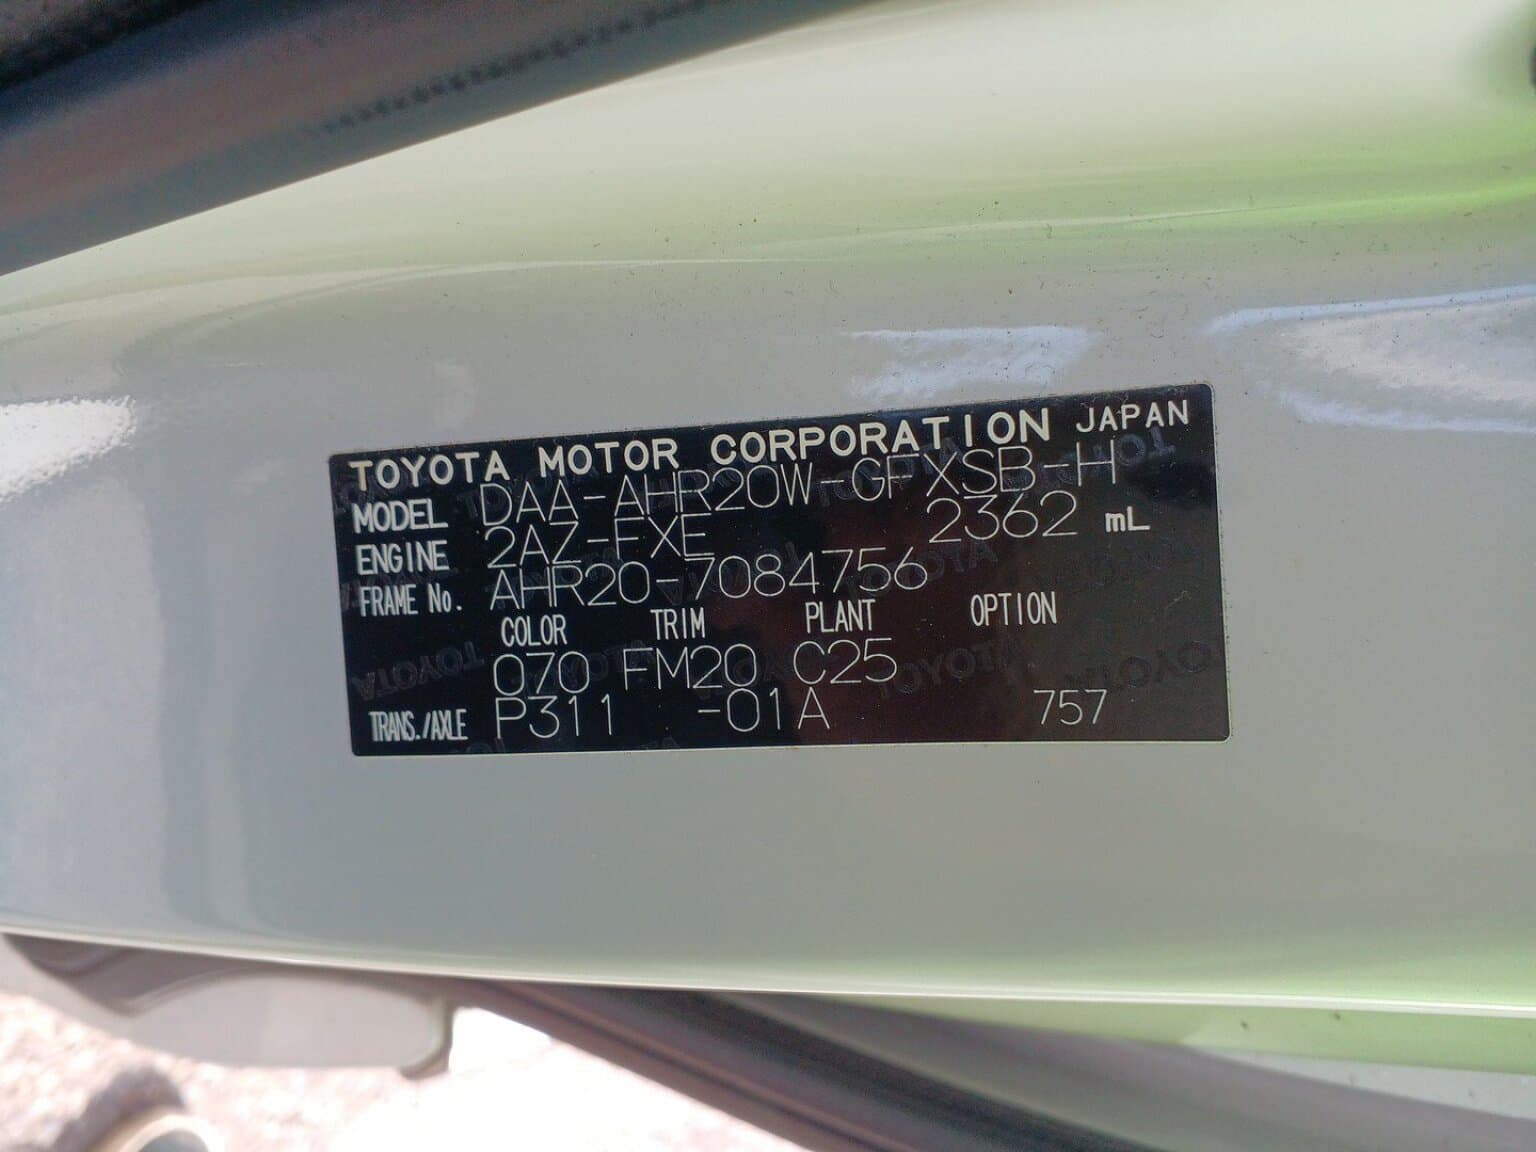 TOYOTA MOTOR CORPORATION JAPAN
MODEL DAA-AHR20W-GFXSB-H
ENGINE 2AZ-FXE 2362 mL
FRAME No. AHR20-7084756
COLOR TRIM PLANT OPTION
070 FM20 C25
TRANS./AXLE P311 -01A 757